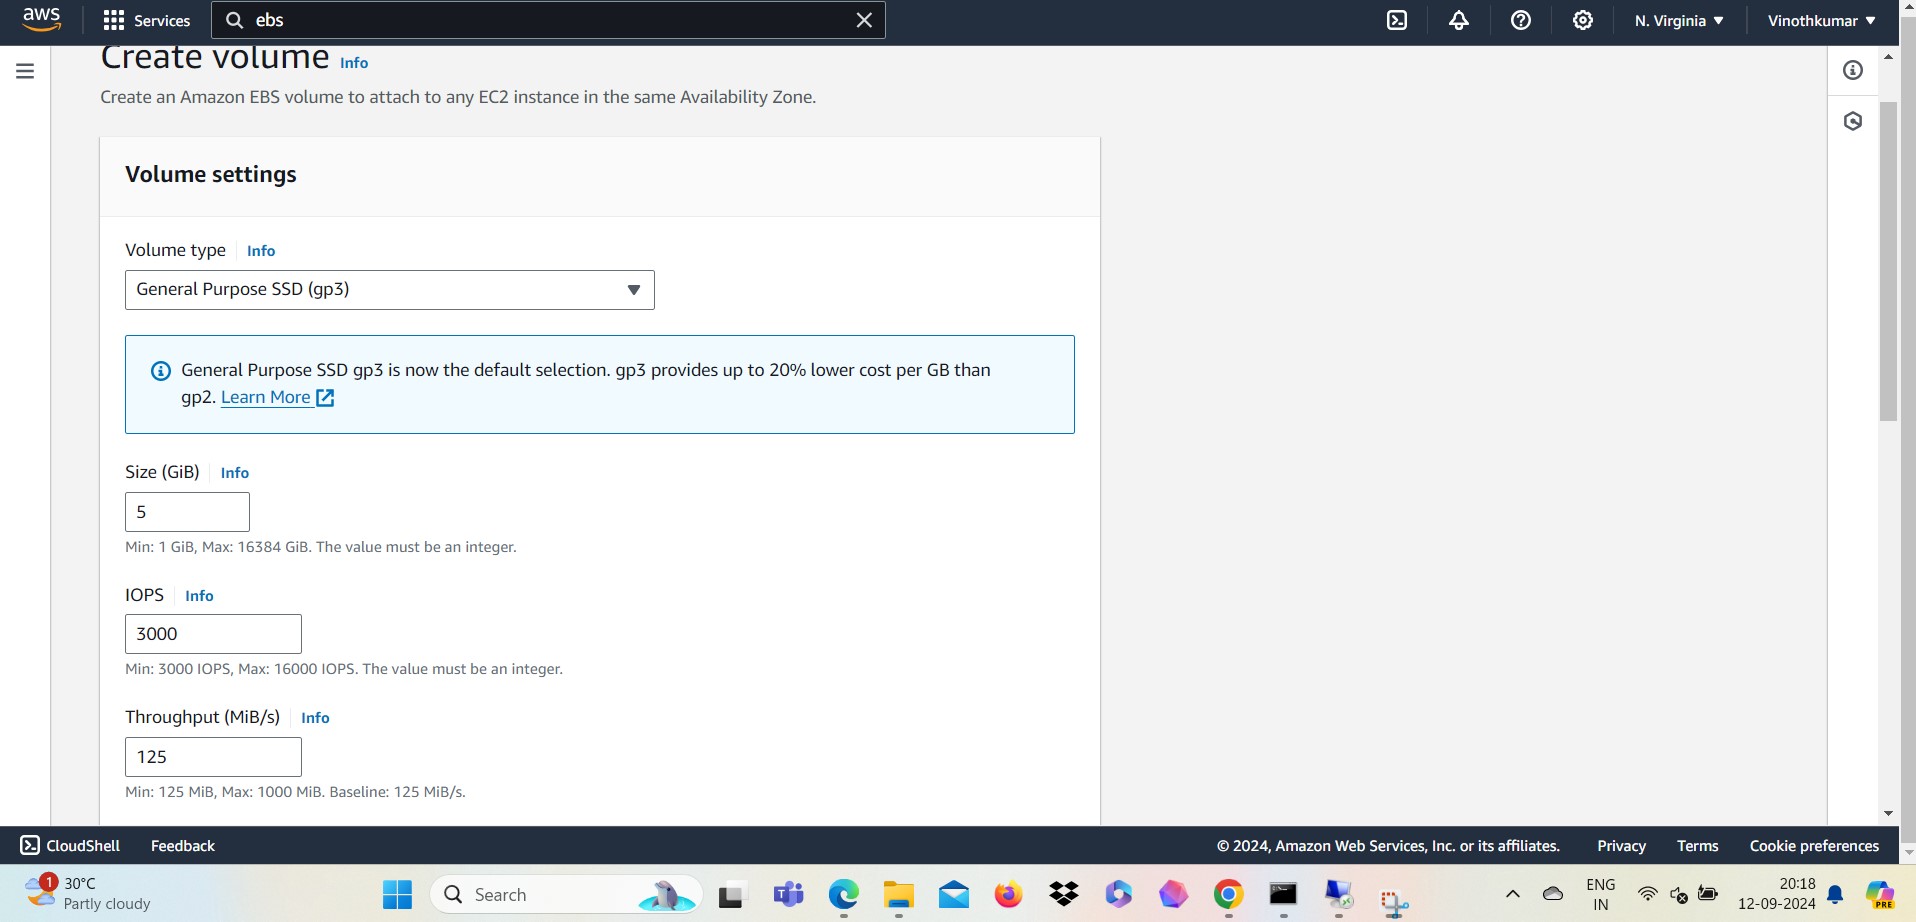 aws
Services
ebs
N. Virginia
Vinothkumar
Create volume Info
Create an Amazon EBS volume to attach to any EC2 instance in the same Availability Zone.
Volume settings
Volume type Info
General Purpose SSD (gp3)
General Purpose SSD gp3 is now the default selection. gp3 provides up to 20% lower cost per GB than
gp2. Learn More
Size (GiB) Info
5
Min: 1 GiB, Max: 16384 GiB. The value must be an integer.
IOPS Info
3000
Min: 3000 IOPS, Max: 16000 IOPS. The value must be an integer.
Throughput (MiB/s) Info
125
Min: 125 MiB, Max: 1000 MiB. Baseline: 125 MiB/s.
CloudShell Feedback © 2024, Amazon Web Services, Inc. or its affiliates. Privacy Terms Cookie preferences
1
30°C
Partly cloudy
Search
ENG
IN
20:18
12-09-2024
PRE